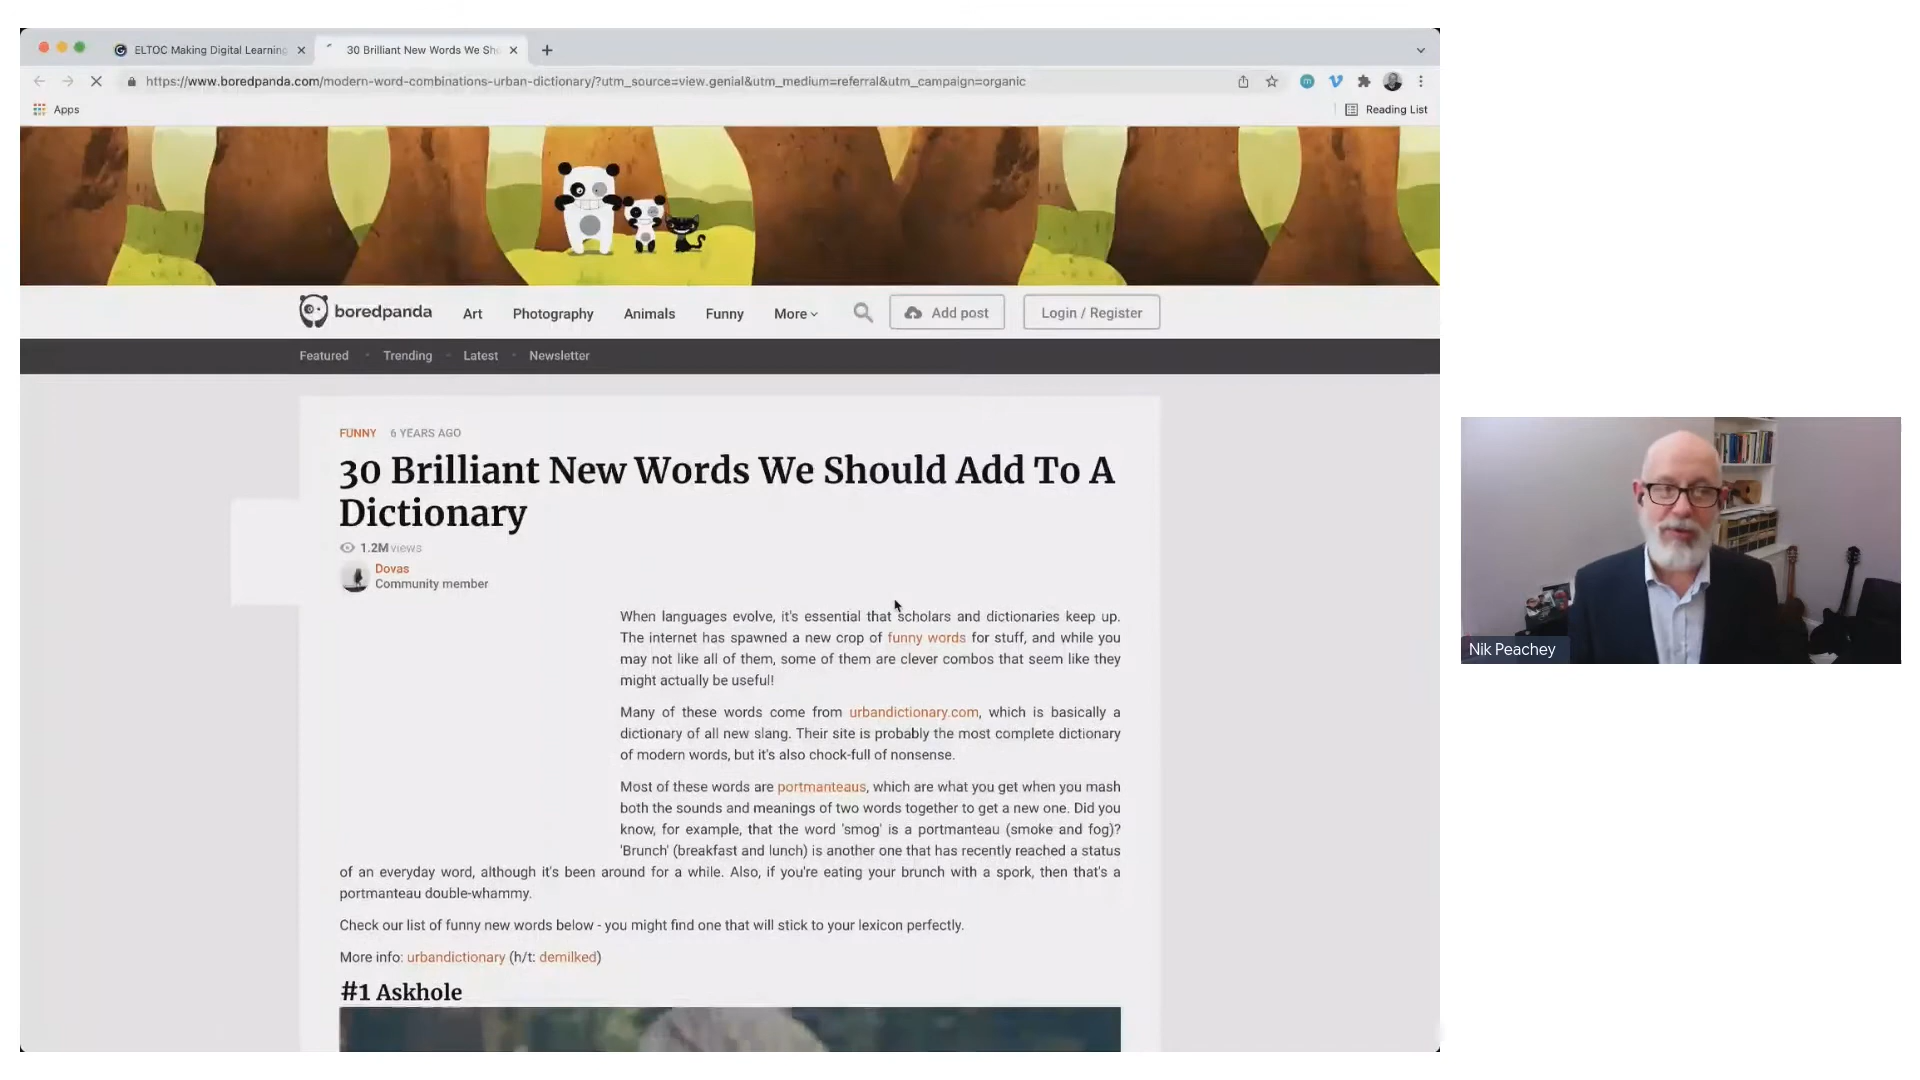 ELTOC Making Digital Learning
30 Brilliant New Words We Sho
https://www.boredpanda.com/modern-word-combinations-urban-dictionary/?utm_source=view.genial&utm_medium=referral&utm_campaign=organic
Apps
Reading List
boredpanda
Art
Photography
Animals
Funny
More
Add post
Login / Register
Featured
Trending
Latest
Newsletter
FUNNY 6 YEARS AGO
30 Brilliant New Words We Should Add To A
Dictionary
1.2M views
Dovas
Community member
When languages evolve, it's essential that scholars and dictionaries keep up.
The internet has spawned a new crop of funny words for stuff, and while you
may not like all of them, some of them are clever combos that seem like they
might actually be useful!
Many of these words come from urbandictionary.com, which is basically a
dictionary of all new slang. Their site is probably the most complete dictionary
of modern words, but it's also chock-full of nonsense.
Most of these words are portmanteaus, which are what you get when you mash
both the sounds and meanings of two words together to get a new one. Did you
know, for example, that the word 'smog' is a portmanteau (smoke and fog)?
'Brunch' (breakfast and lunch) is another one that has recently reached a status
of an everyday word, although it's been around for a while. Also, if you're eating your brunch with a spork, then that's a
portmanteau double-whammy.
Check our list of funny new words below - you might find one that will stick to your lexicon perfectly.
More info: urbandictionary (h/t: demilked)
#1 Askhole
Nik Peachey